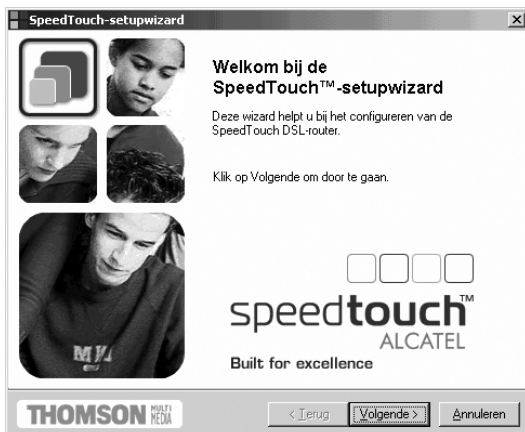 SpeedTouch-setupwizard
Welkom bij de
SpeedTouch™-setupwizard
Deze wizard helpt u bij het configureren van de
SpeedTouch DSL-router.
Klik op Volgende om door te gaan.
speedtouch™
ALCATEL
Built for excellence
THOMSON MULTI MEDIA
< Terug
Volgende >
Annuleren